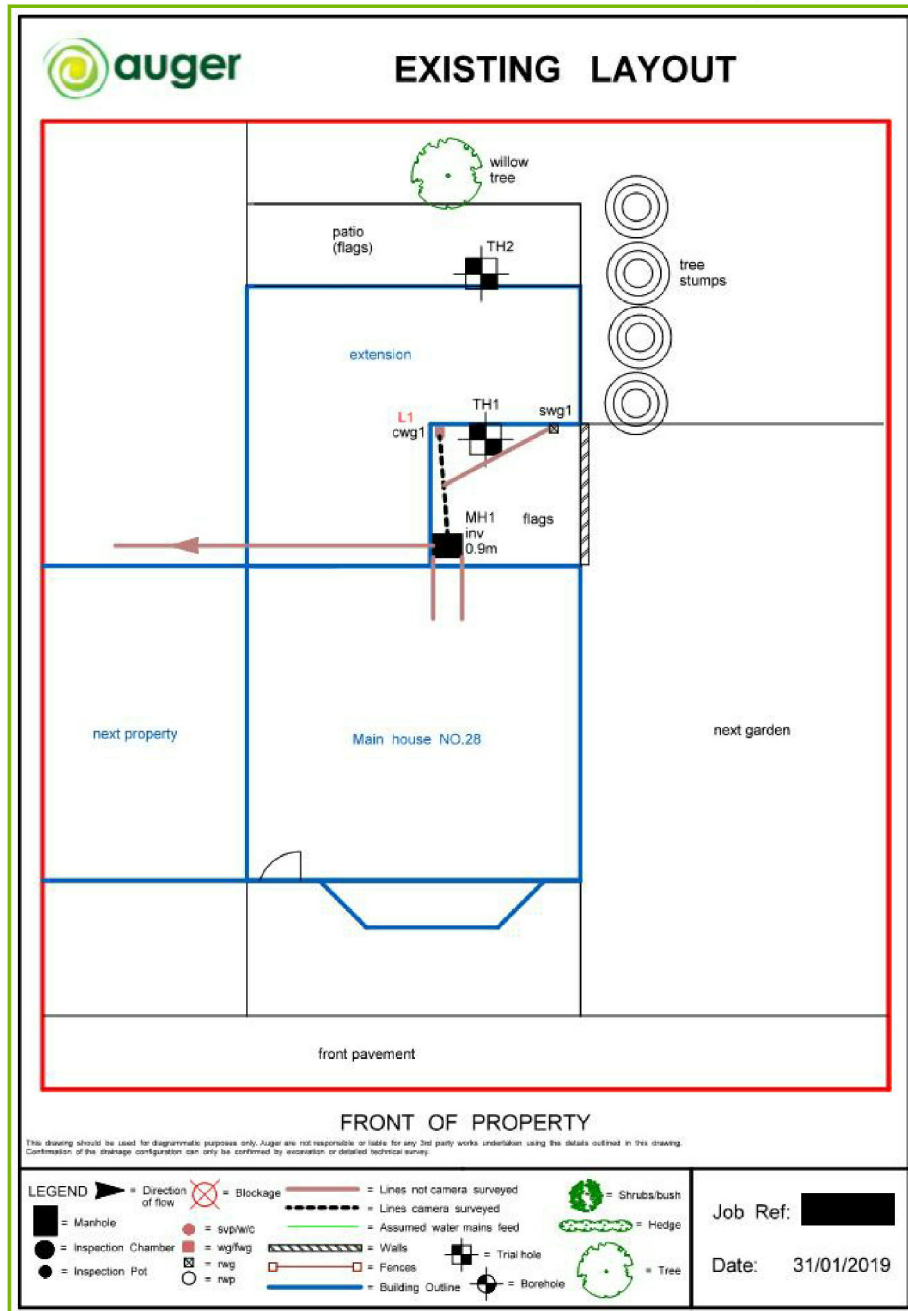 auger
EXISTING LAYOUT
willow
tree
patio
(flags)
TH2
tree
stumps
extension
L1
cwg1
TH1
swg1
MH1
inv
0.9m
flags
next property
Main house NO.28
next garden
front pavement
FRONT OF PROPERTY
This drawing should be used for diagrammatic purposes only. Auger are not responsible or liable for any 3rd party works undertaken using the details outlined in this drawing.
Confirmation of the drainage configuration can only be confirmed by excavation or detailed technical survey.
LEGEND
= Direction
of flow
= Blockage
= Manhole
= Inspection Chamber
= Inspection Pot
= svp/w/c
= wg/fwg
= rwg
= rwp
= Lines not camera surveyed
= Lines camera surveyed
= Assumed water mains feed
= Walls
= Fences
= Building Outline
= Trial hole
= Borehole
= Shrubs/bush
= Hedge
= Tree
Job Ref:
Date: 31/01/2019